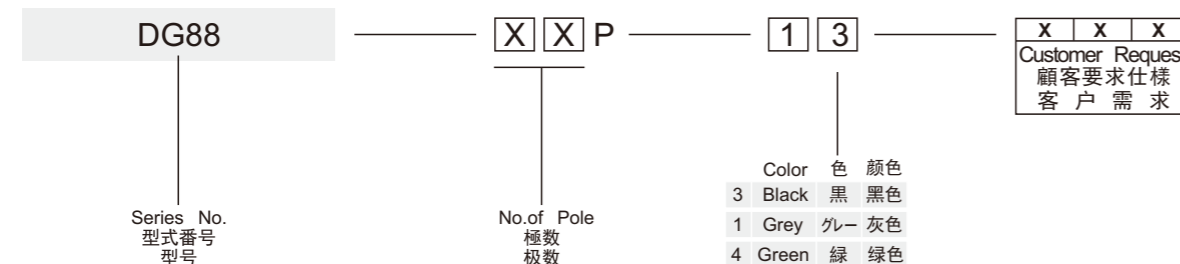 DG88 XX P 13 X X X
Customer Reques
顧客要求仕様
客户需求
Color 色 颜色
3 Black 黒 黑色
1 Grey グレー 灰色
4 Green 緑 绿色
Series No.
型式番号
型号
No.of Pole
極数
极数